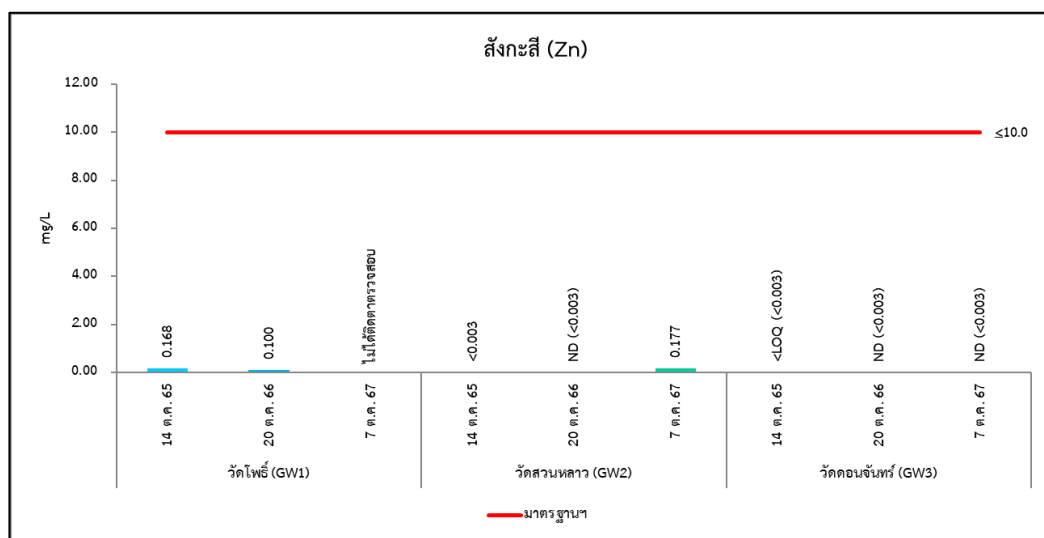 สังกะสี (Zn)
mg/L
12.00
10.00
8.00
6.00
4.00
2.00
0.00
≤10.0
0.168
0.100
ไม่ได้ติดตาตรวจสอบ
<0.003
ND (<0.003)
0.177
<LOQ (<0.003)
ND (<0.003)
ND (<0.003)
14 ต.ค. 65
20 ต.ค. 66
7 ต.ค. 67
14 ต.ค. 65
20 ต.ค. 66
7 ต.ค. 67
14 ต.ค. 65
20 ต.ค. 66
7 ต.ค. 67
วัดโพธิ์ (GW1)
วัดสวนหลาว (GW2)
วัดดอนจันทร์ (GW3)
มาตรฐานฯ